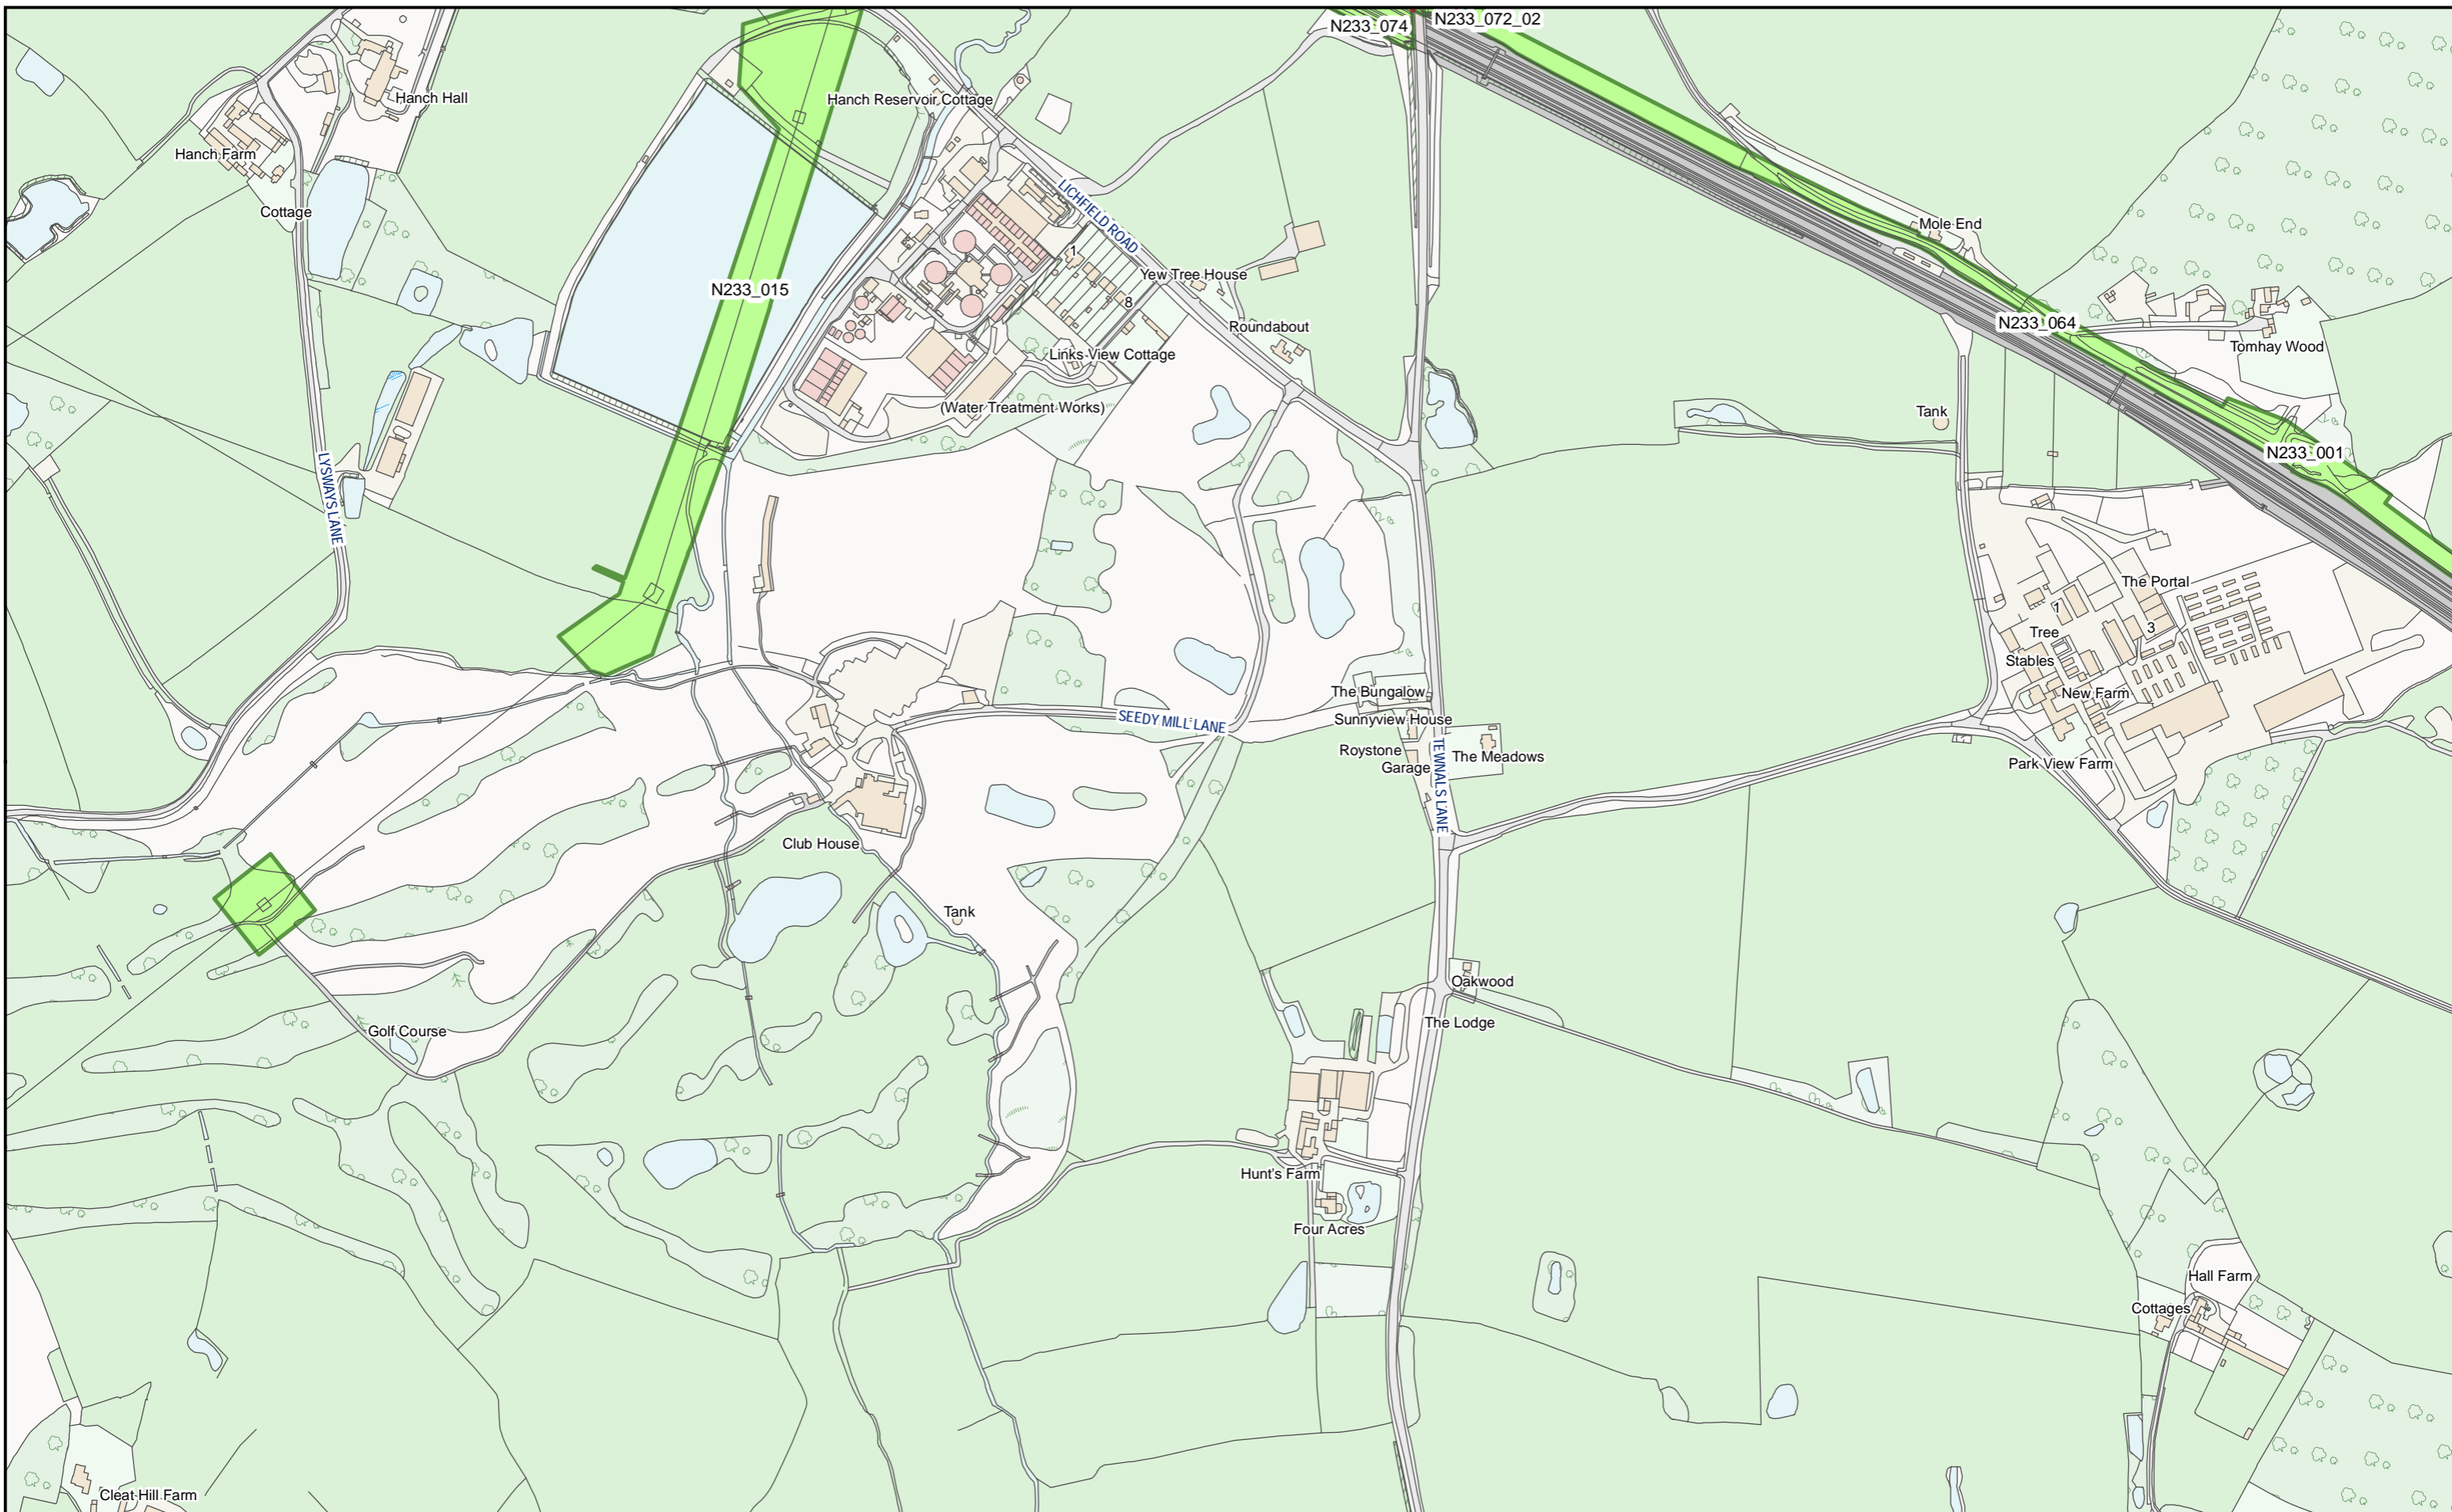 N233_074
N233_072_02
Hanch Hall
Hanch Reservoir Cottage
Hanch Farm
Cottage
LICHFIELD ROAD
1
Mole End
Yew Tree House
N233_015
8
Roundabout
N233_064
Tomhay Wood
Links View Cottage
(Water Treatment Works)
Tank
N233_001
LYSWAYS LANE
The Portal
1
3
Tree
Stables
New Farm
The Bungalow
SEEDY MILL LANE
Sunnyview House
Roystone
Garage
TEWNALS LANE
The Meadows
Park View Farm
Club House
Tank
Oakwood
The Lodge
Golf Course
Hunt's Farm
Four Acres
Hall Farm
Cottages
Cleat Hill Farm